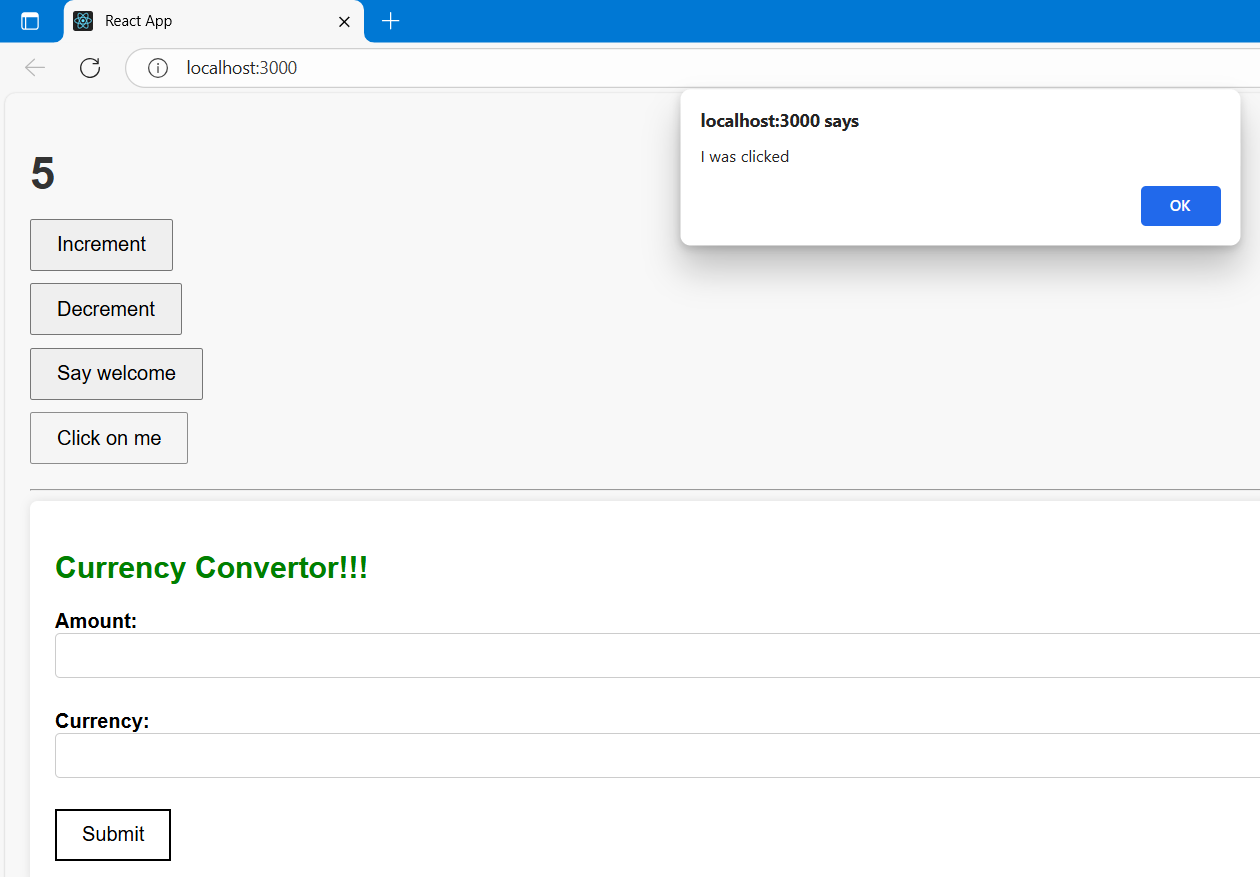 React App
localhost:3000
localhost:3000 says
I was clicked
OK
5
Increment
Decrement
Say welcome
Click on me
Currency Convertor!!!
Amount:
Currency:
Submit